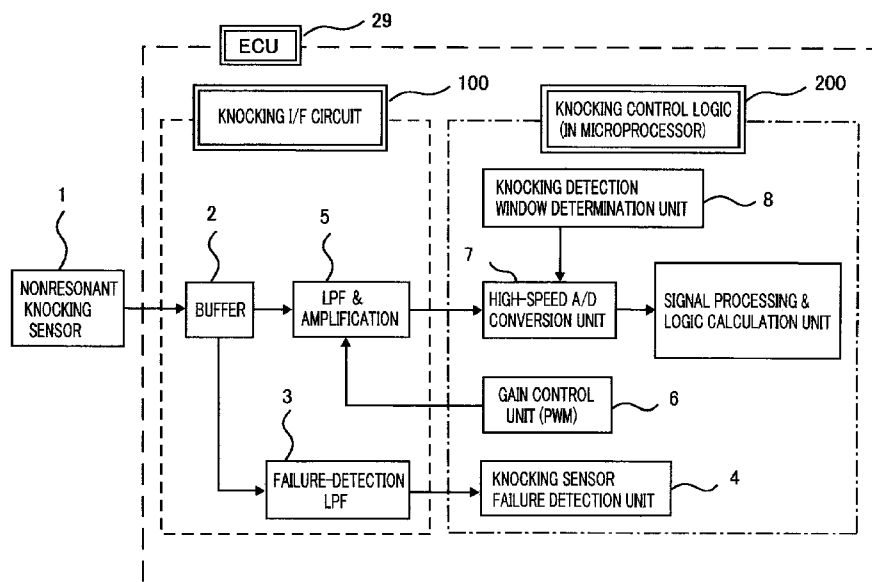 29
ECU
100
KNOCKING I/F CIRCUIT
200
KNOCKING CONTROL LOGIC
(IN MICROPROCESSOR)
1
NONRESONANT
KNOCKING
SENSOR
2
BUFFER
5
LPF &
AMPLIFICATION
KNOCKING DETECTION
WINDOW DETERMINATION UNIT
8
7
HIGH-SPEED A/D
CONVERSION UNIT
SIGNAL PROCESSING &
LOGIC CALCULATION UNIT
GAIN CONTROL
UNIT (PWM)
6
3
FAILURE-DETECTION
LPF
KNOCKING SENSOR
FAILURE DETECTION UNIT
4